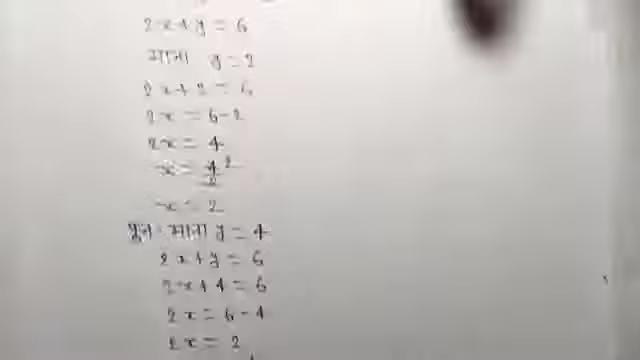 2x + y = 6
माना y = 2
2x + 2 = 6
2x = 6 - 2
2x = 4
x = 4/2 2
x = 2
पुनः माना y = 4
2x + y = 6
2x + 4 = 6
2x = 6 - 4
2x = 2